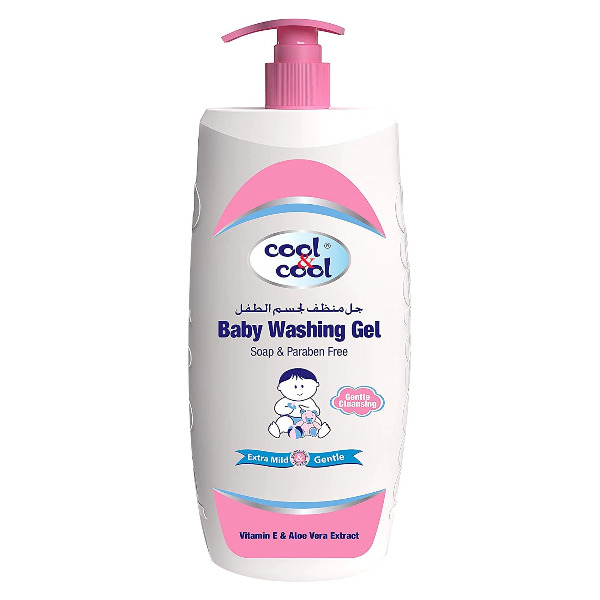 cool®
&
cool
جل منظف لجسم الطفل
Baby Washing Gel
Soap & Paraben Free
Gentle
Cleansing
Extra Mild & Gentle
Vitamin E & Aloe Vera Extract